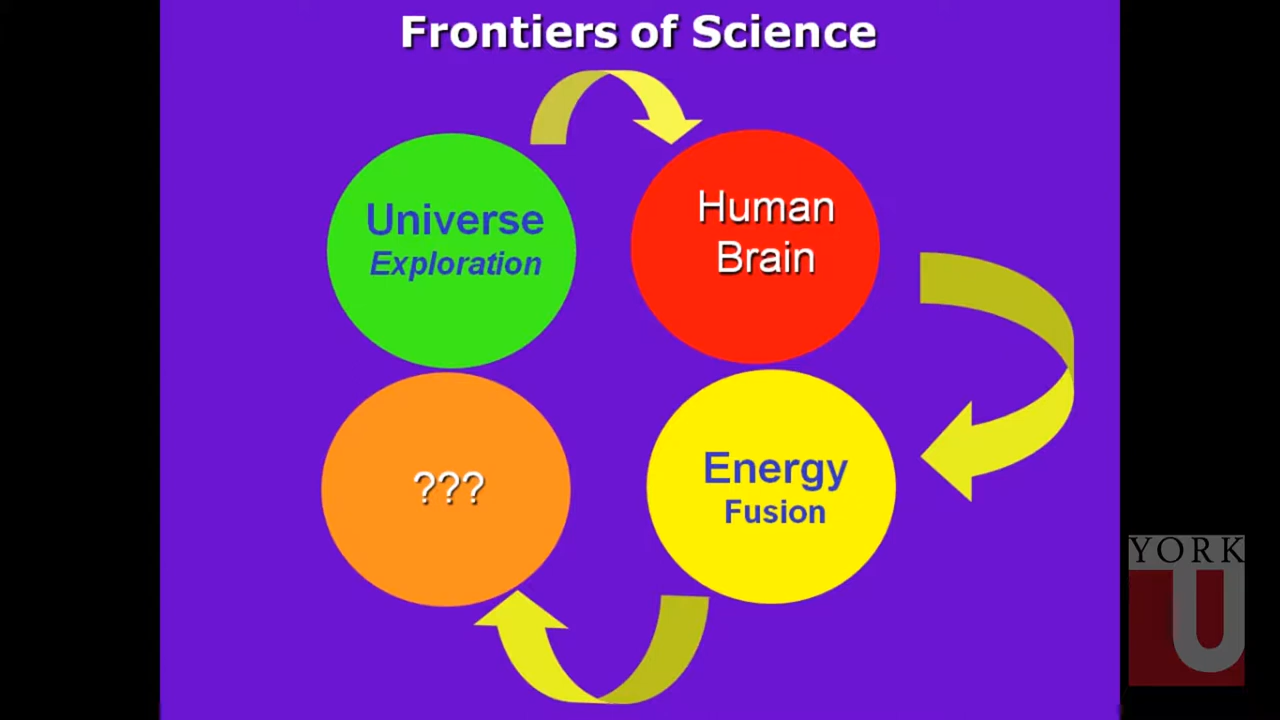 Frontiers of Science
Universe
Exploration
Human
Brain
???
Energy
Fusion
YORK
U